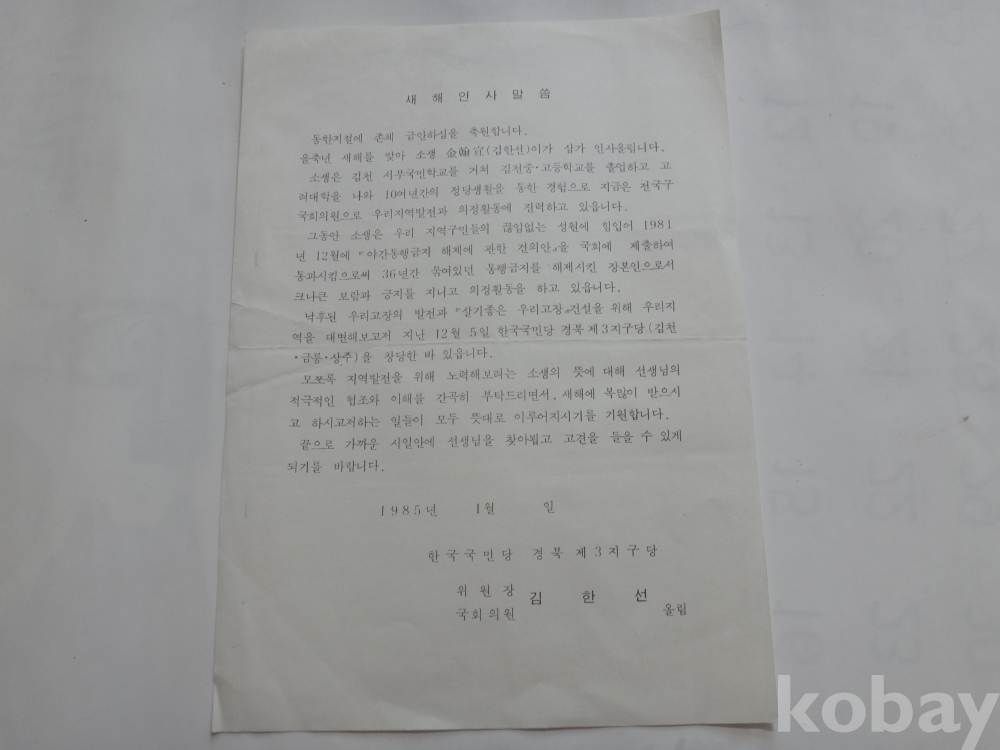 새해인사말씀
동한지절에 존체 금안하심을 축원합니다.
을축년 새해를 맞아 소생 金翰宣(김한선)이가 삼가 인사올립니다.
소생은 김천 서부국민학교를 거쳐 김천중·고등학교를 졸업하고 고
려대학을 나와 10여년간의 정당생활을 통한 경험으로 지금은 전국구
국회의원으로 우리지역발전과 의정활동에 진력하고 있읍니다.
그동안 소생은 우리 지역구민들의 끊임없는 성원에 힘입어 1981
년 12월에 『야간통행금지 해제에 관한 건의안』을 국회에 제출하여
통과시킴으로써 36년간 묶여있던 통행금지를 해제시킨 장본인으로서
크나큰 보람과 긍지를 지니고 의정활동을 하고 있읍니다.
낙후된 우리고장의 발전과 『살기좋은 우리고장』건설을 위해 우리지
역을 대변해보고저 지난 12월 5일 한국국민당 경북 제3지구당(김천
·금릉·상주)을 창당한 바 있읍니다.
모쪼록 지역발전을 위해 노력해보려는 소생의 뜻에 대해 선생님의
적극적인 협조와 이해를 간곡히 부탁드리면서, 새해에 복많이 받으시
고 하시고저하는 일들이 모두 뜻대로 이루어지시기를 기원합니다.
끝으로 가까운 시일안에 선생님을 찾아뵙고 고견을 들을 수 있게
되기를 바랍니다.
1985년 1월 일
한국국민당 경북 제3지구당
위원장 김한선
국회의원 올림
kobay